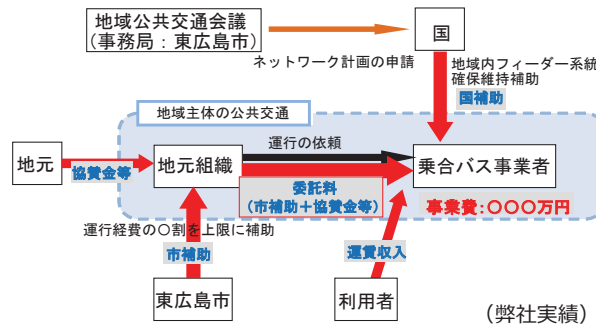 地域公共交通会議
(事務局:東広島市)
国
ネットワーク計画の申請
地域内フィーダー系統
確保維持補助
国補助
地域主体の公共交通
運行の依頼
地元
協賛金等
地元組織
乗合バス事業者
委託料
(市補助+協賛金等)
事業費:〇〇〇万円
運行経費の〇割を上限に補助
市補助
運賃収入
東広島市
利用者
(弊社実績)